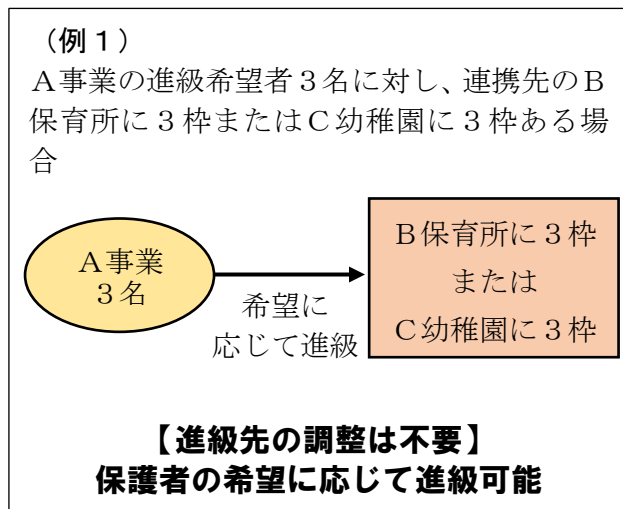 （例１）
Ａ事業の進級希望者３名に対し、連携先のＢ
保育所に３枠またはＣ幼稚園に３枠ある場
合
Ａ事業
３名
希望に
応じて進級
Ｂ保育所に３枠
または
Ｃ幼稚園に３枠
【進級先の調整は不要】
保護者の希望に応じて進級可能